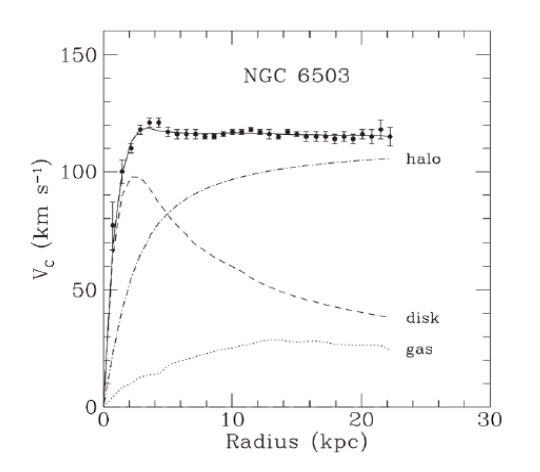 150
NGC 6503
halo
100
V_C (km s⁻¹)
50
disk
gas
0
0 10 20 30
Radius (kpc)